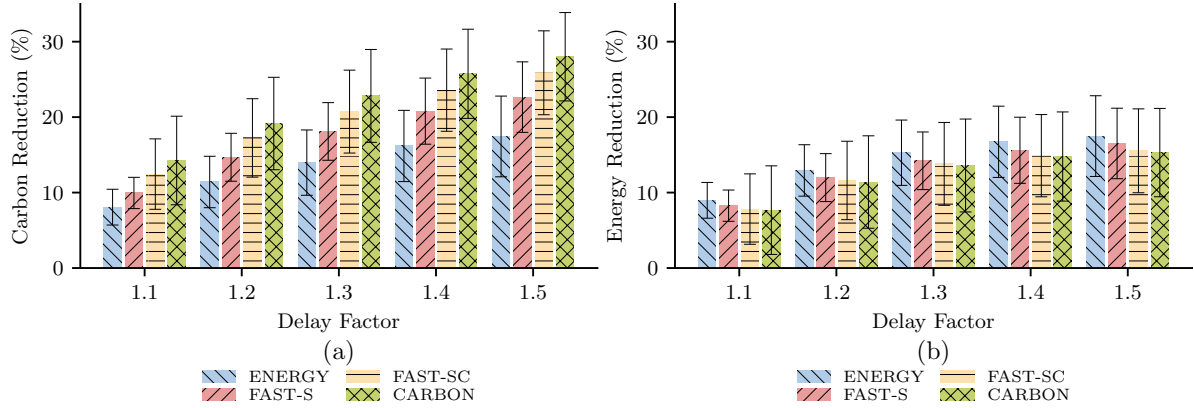 Carbon Reduction (%)
30
20
10
0
1.1 1.2 1.3 1.4 1.5
Delay Factor
(a)
ENERGY FAST-SC
FAST-S CARBON
Energy Reduction (%)
30
20
10
0
1.1 1.2 1.3 1.4 1.5
Delay Factor
(b)
ENERGY FAST-SC
FAST-S CARBON